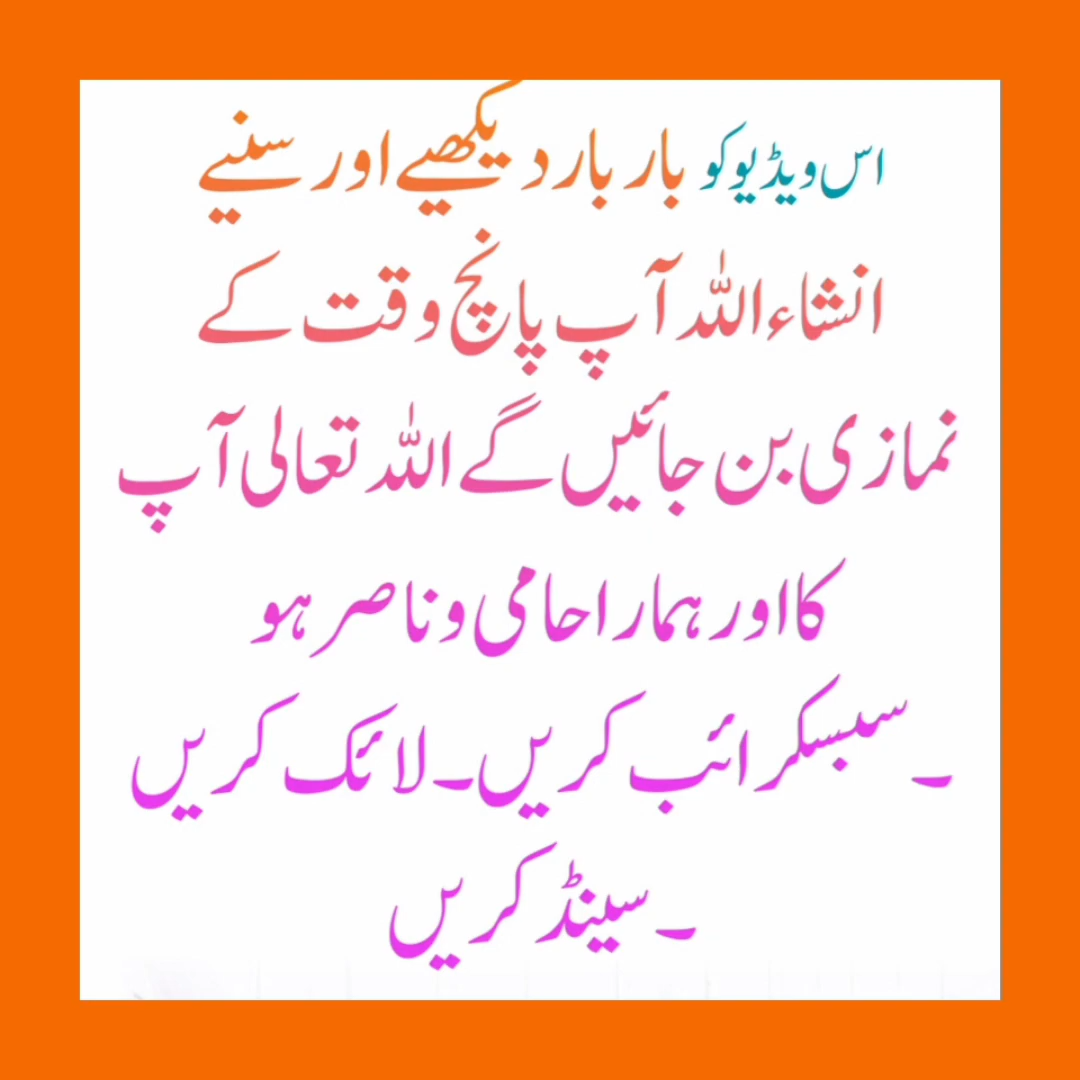 اس ویڈیو کو بار بار دیکھیے اور سنیے
انشاءاللہ آپ پانچ وقت کے
نمازی بن جائیں گے اللہ تعالی آپ
کا اور ہمارا حامی و ناصر ہو
۔سبسکرائب کریں۔لائک کریں
۔سینڈ کریں